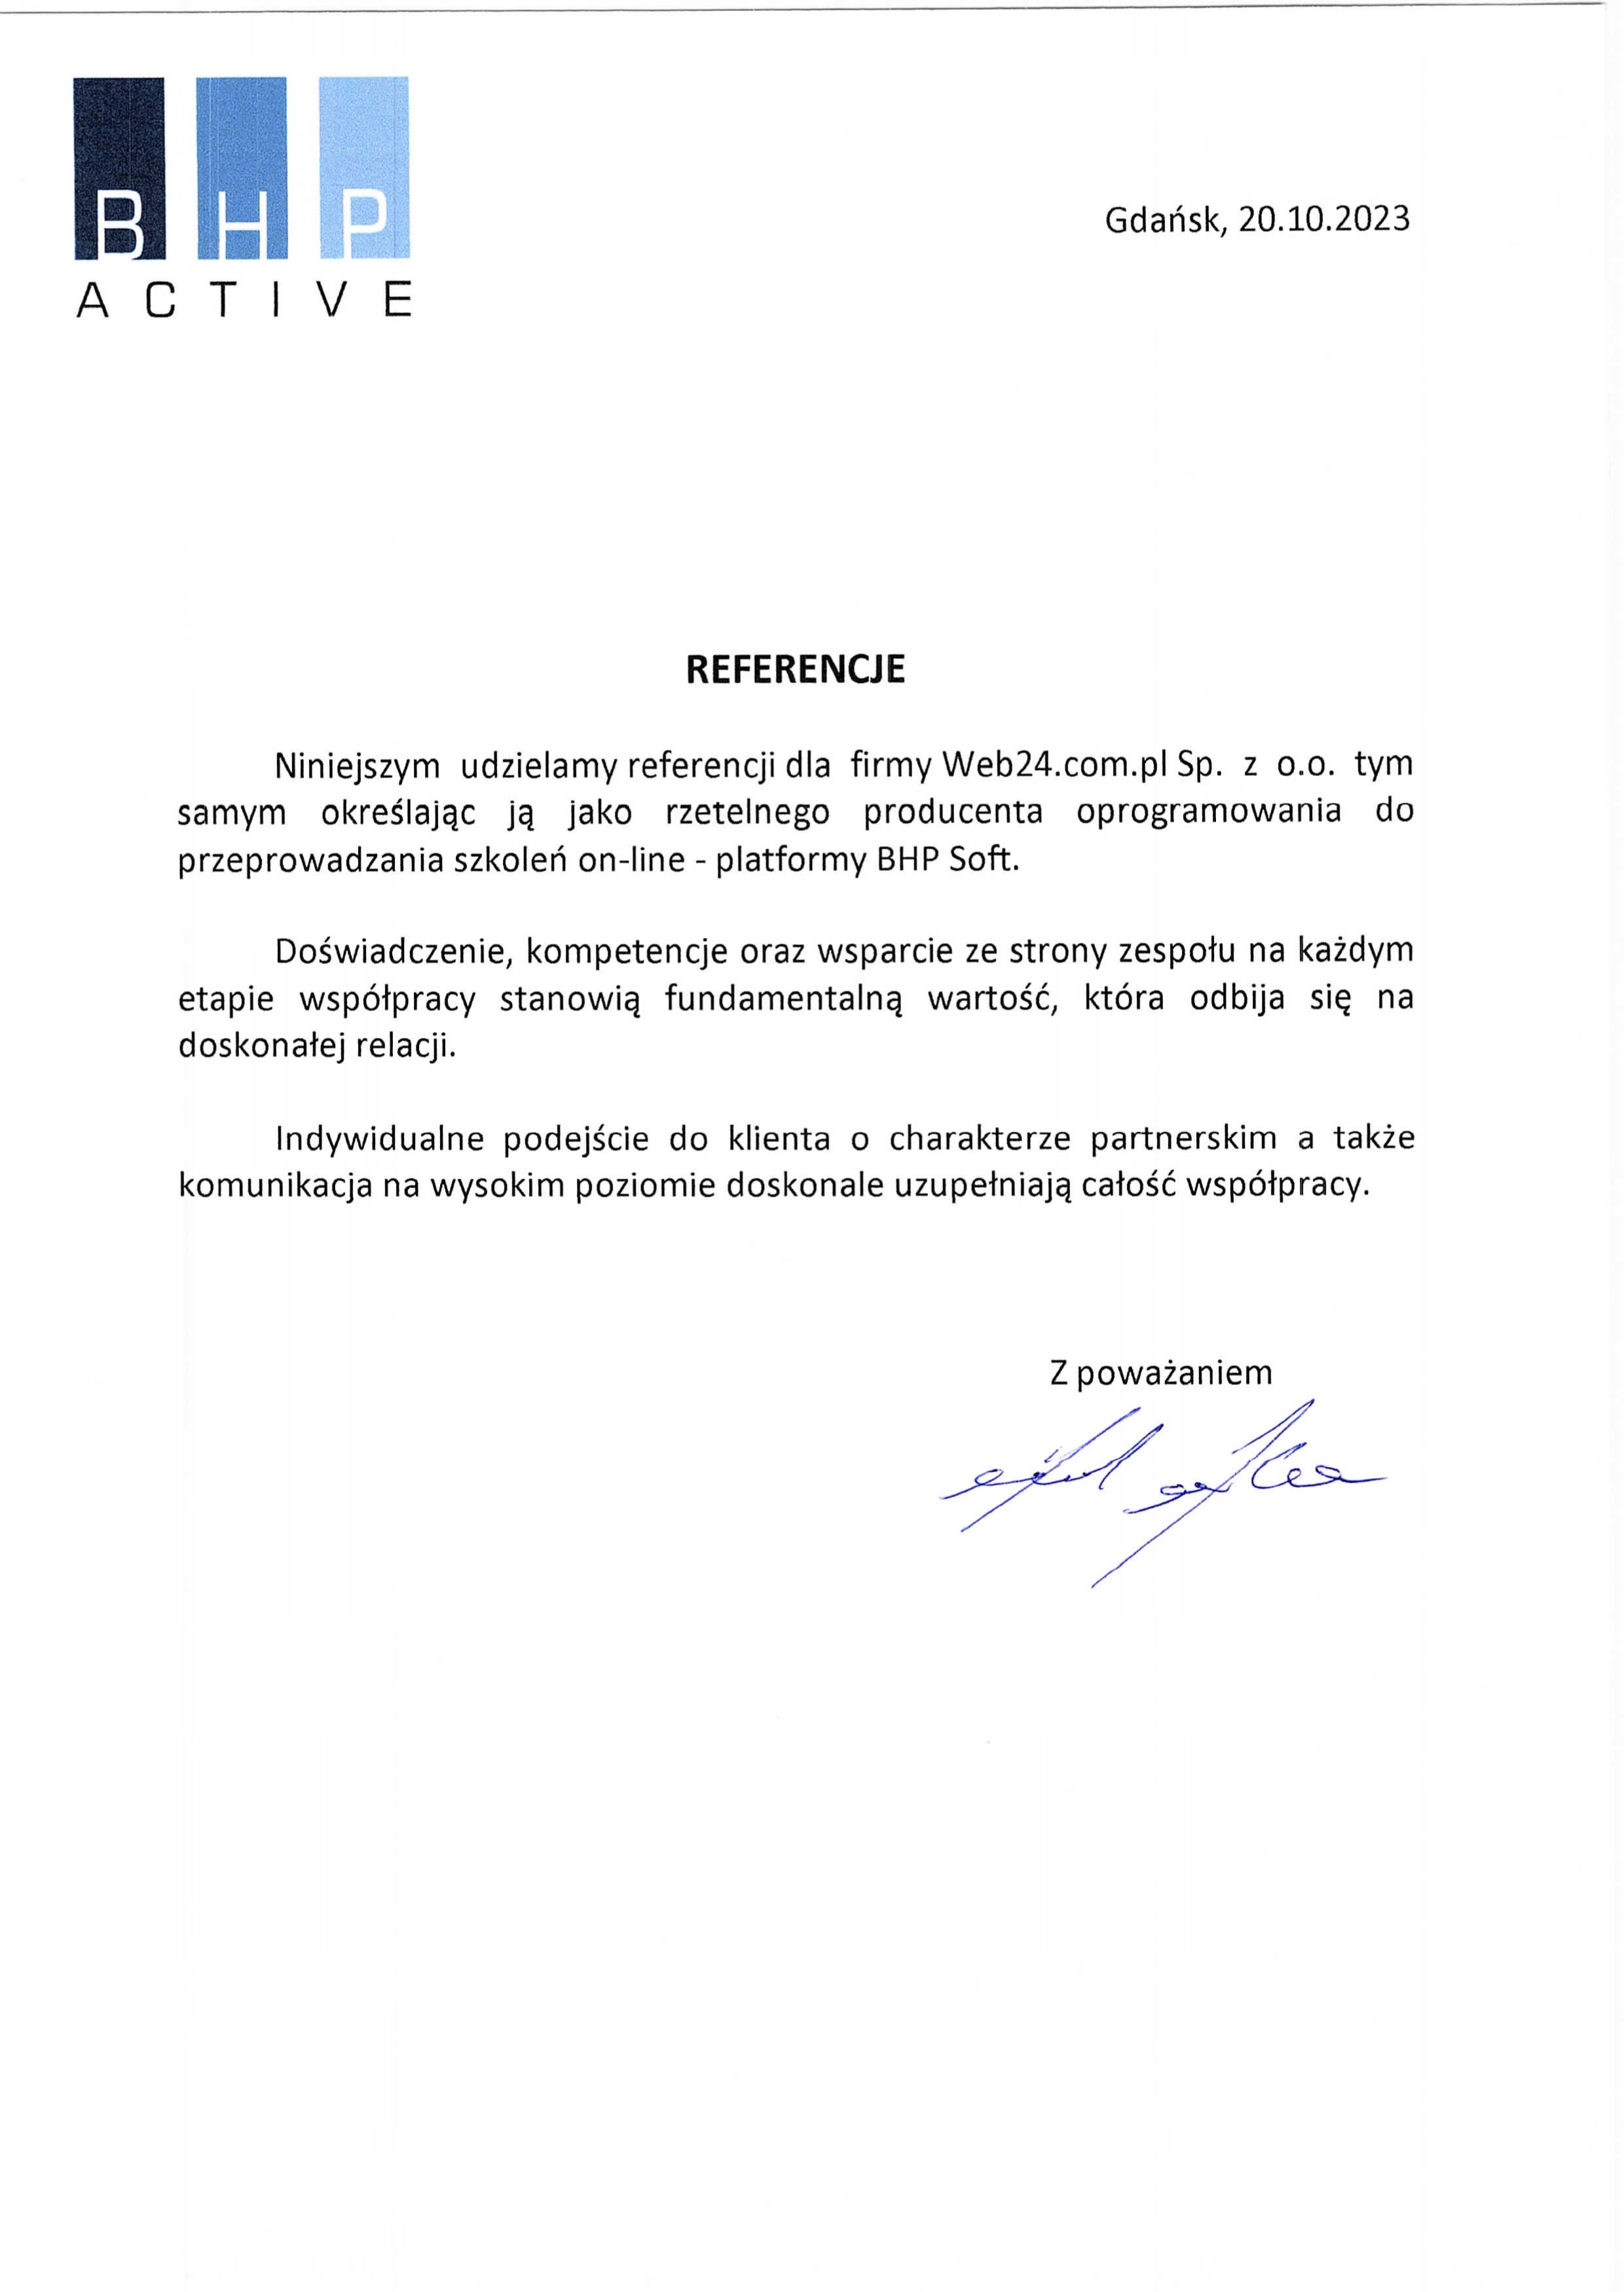 BHP
ACTIVE
Gdańsk, 20.10.2023
REFERENCJE
Niniejszym udzielamy referencji dla firmy Web24.com.pl Sp. z o.o. tym
samym określając ją jako rzetelnego producenta oprogramowania do
przeprowadzania szkoleń on-line - platformy BHP Soft.
Doświadczenie, kompetencje oraz wsparcie ze strony zespołu na każdym
etapie współpracy stanowią fundamentalną wartość, która odbija się na
doskonałej relacji.
Indywidualne podejście do klienta o charakterze partnerskim a także
komunikacja na wysokim poziomie doskonale uzupełniają całość współpracy.
Z poważaniem